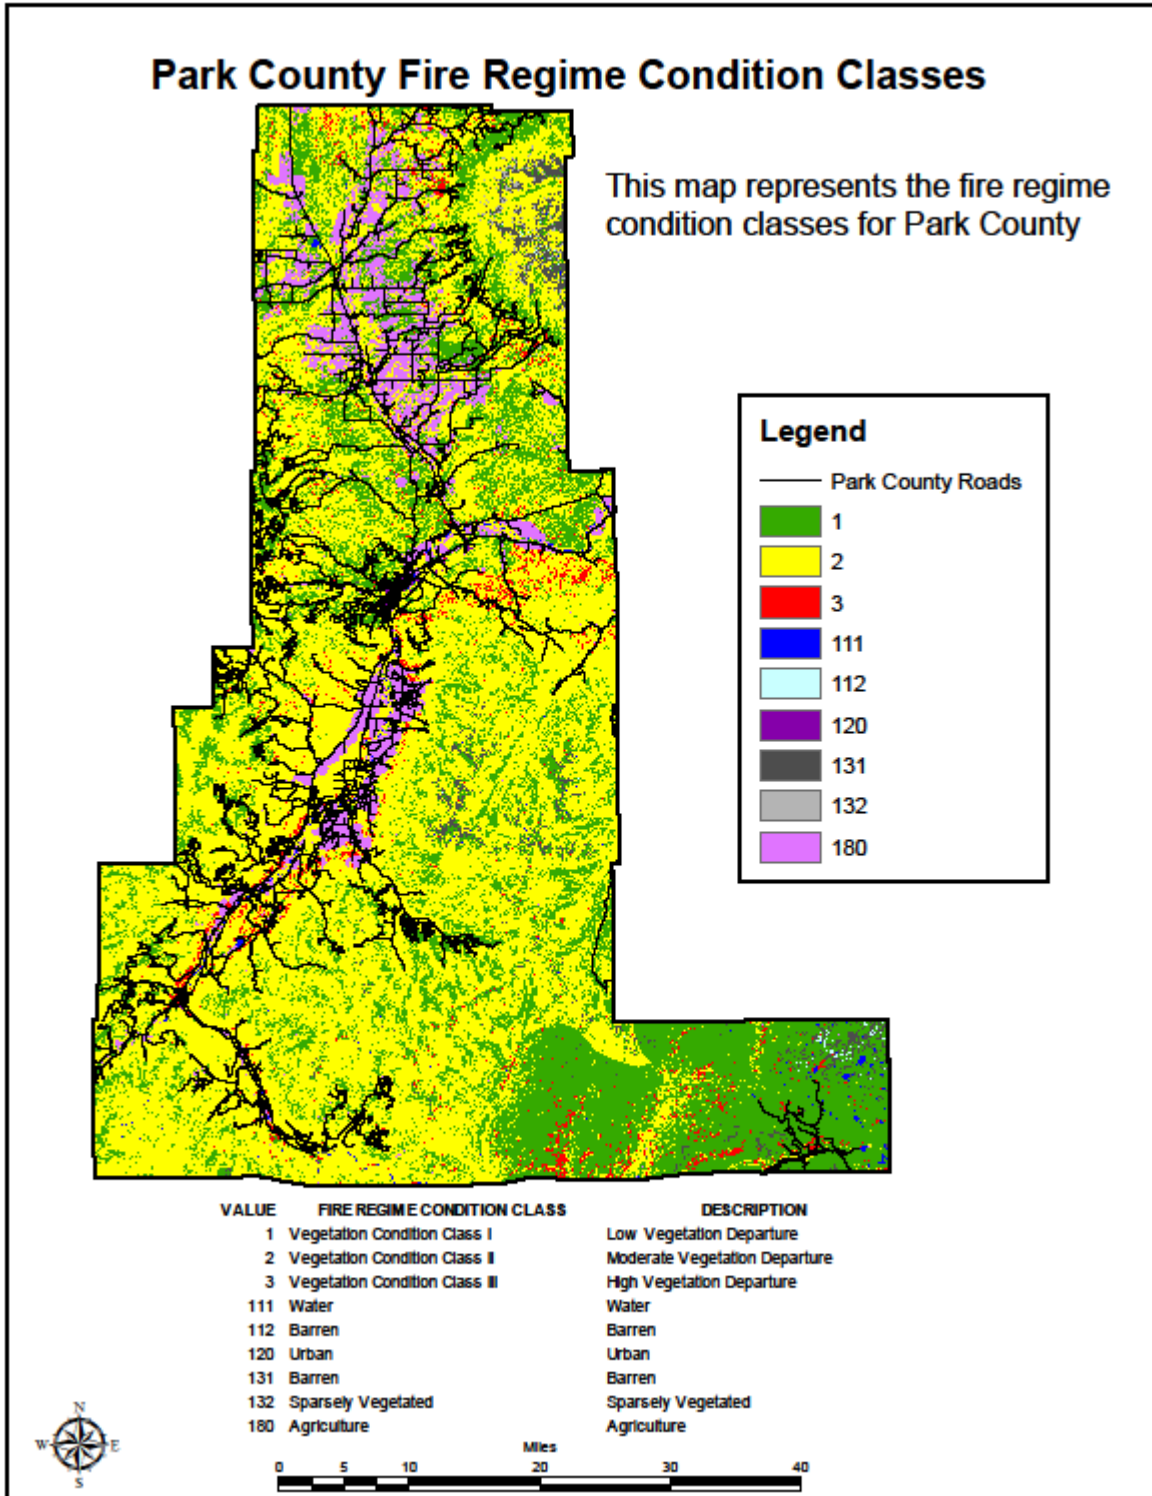 Park County Fire Regime Condition Classes
This map represents the fire regime
condition classes for Park County
Legend
Park County Roads
1
2
3
111
112
120
131
132
180
VALUE FIRE REGIME CONDITION CLASS DESCRIPTION
1 Vegetation Condition Class I Low Vegetation Departure
2 Vegetation Condition Class II Moderate Vegetation Departure
3 Vegetation Condition Class III High Vegetation Departure
111 Water Water
112 Barren Barren
120 Urban Urban
131 Barren Barren
132 Sparsely Vegetated Sparsely Vegetated
180 Agriculture Agriculture
N
W E
S
Miles
0 5 10 20 30 40